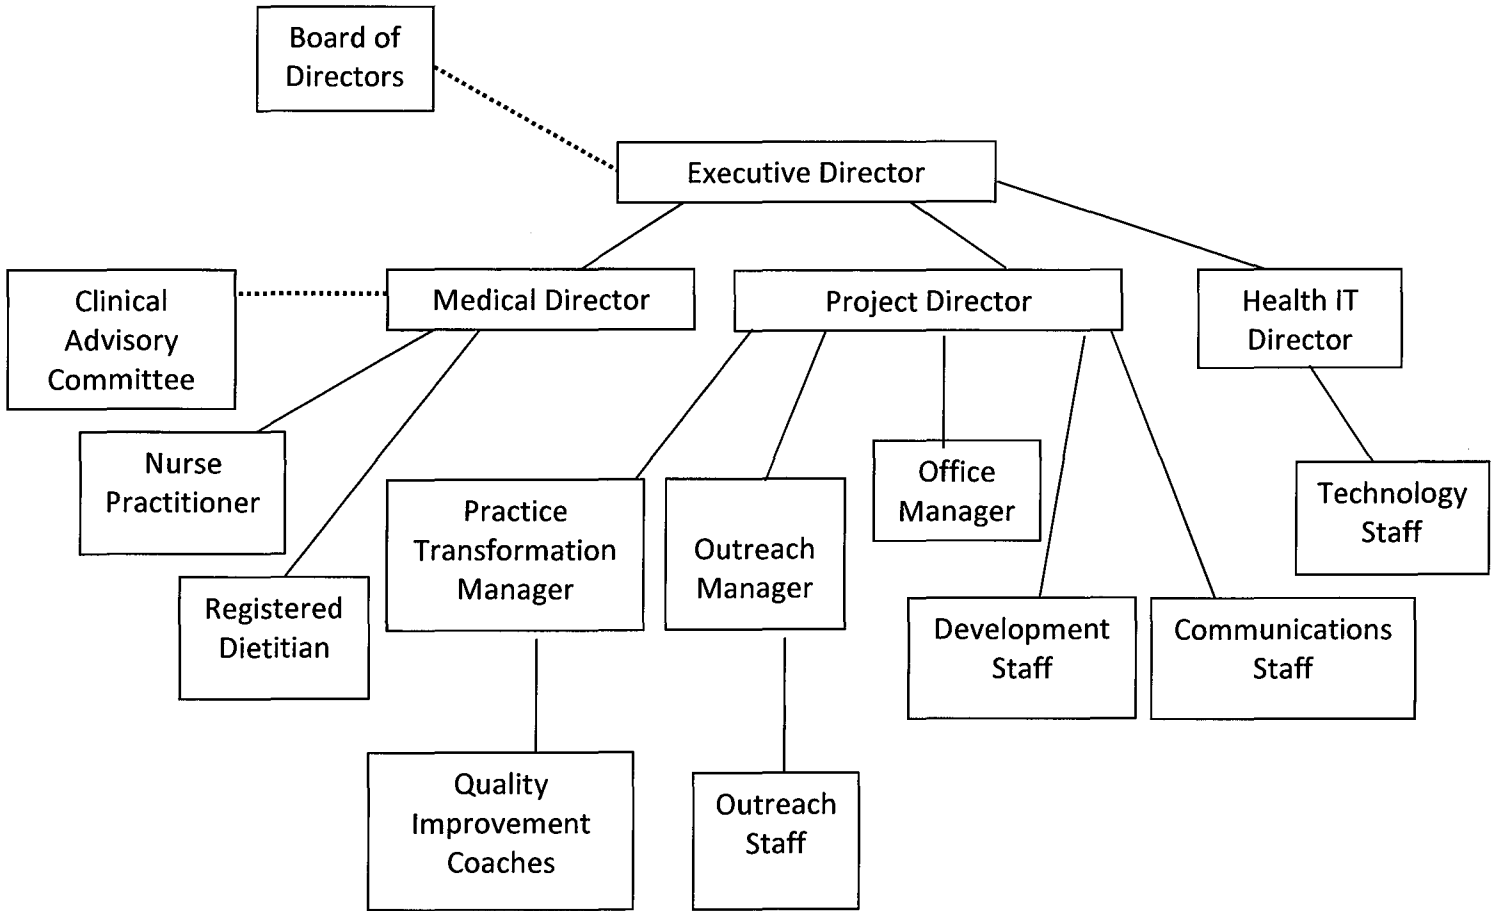 Board of
Directors
Executive Director
Clinical
Advisory
Committee
Medical Director
Project Director
Health IT
Director
Nurse
Practitioner
Registered
Dietitian
Practice
Transformation
Manager
Outreach
Manager
Office
Manager
Technology
Staff
Development
Staff
Communications
Staff
Quality
Improvement
Coaches
Outreach
Staff